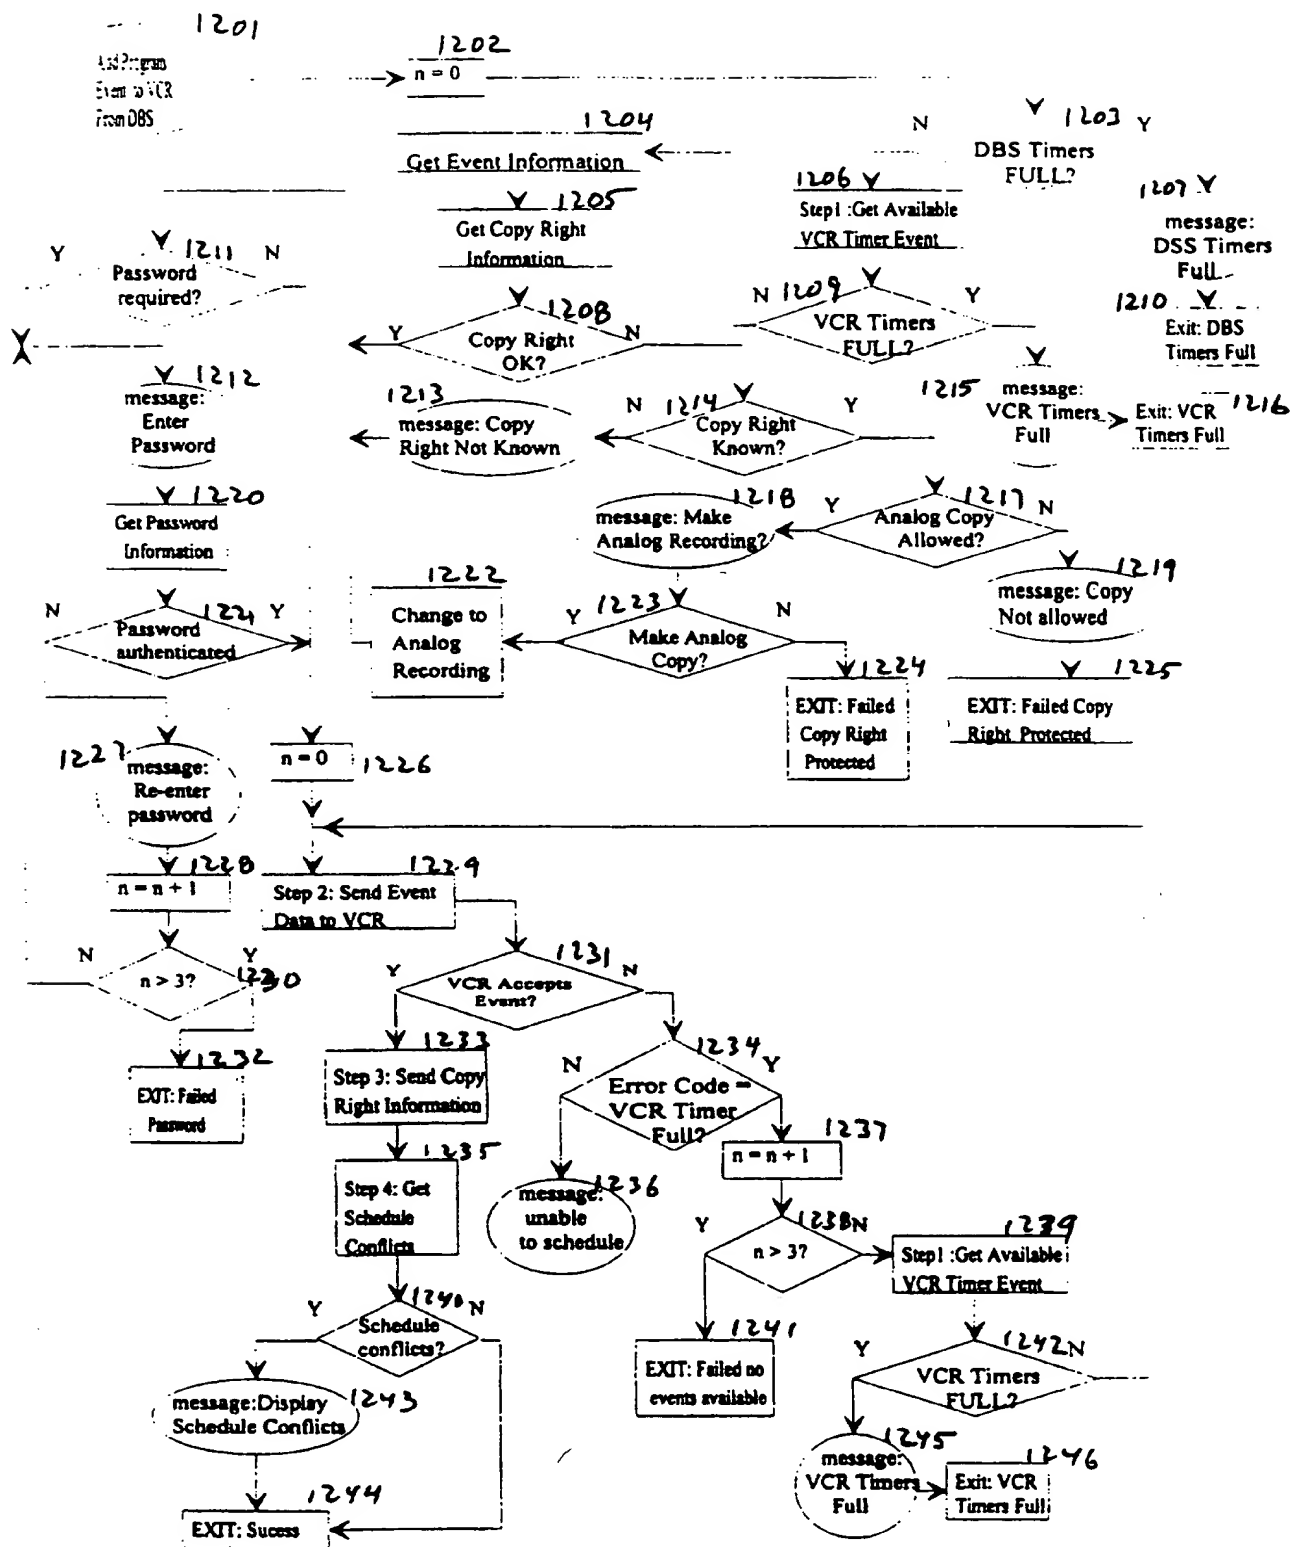 1201
Add Program
Event to VCR
From DBS
1202
n = 0
1203
N
Y
DBS Timers
FULL?
1204
Get Event Information
1205
Get Copy Right
Information
1206
Step1 :Get Available
VCR Timer Event
1207
message:
DSS Timers
Full
1211
Y
N
Password
required?
1208
Y
N
Copy Right
OK?
1209
N
Y
VCR Timers
FULL?
1210
Exit: DBS
Timers Full
1212
message:
Enter
Password
1213
message: Copy
Right Not Known
1214
N
Y
Copy Right
Known?
1215
message:
VCR Timers
Full
1216
Exit: VCR
Timers Full
1220
Get Password
Information
1218
message: Make
Analog Recording?
1217
Y
N
Analog Copy
Allowed?
1219
message: Copy
Not allowed
1221
N
Y
Password
authenticated
1222
Change to
Analog
Recording
1223
Y
N
Make Analog
Copy?
1224
EXIT: Failed
Copy Right
Protected
1225
EXIT: Failed Copy
Right Protected
1227
message:
Re-enter
password
n = 0
1226
1228
n = n + 1
1229
Step 2: Send Event
Data to VCR
N
Y
n > 3?
1230
1231
Y
N
VCR Accepts
Event?
1232
EXIT: Failed
Password
1233
Step 3: Send Copy
Right Information
1234
N
Y
Error Code =
VCR Timer
Full?
1235
Step 4: Get
Schedule
Conflicts
1236
message:
unable
to schedule
1237
n = n + 1
1238
Y
N
n > 3?
1239
Step1 :Get Available
VCR Timer Event
1240
Y
N
Schedule
conflicts?
1241
EXIT: Failed no
events available
1242
Y
N
VCR Timers
FULL?
1243
message:Display
Schedule Conflicts
1244
EXIT: Sucess
1245
message:
VCR Timers
Full
1246
Exit: VCR
Timers Full